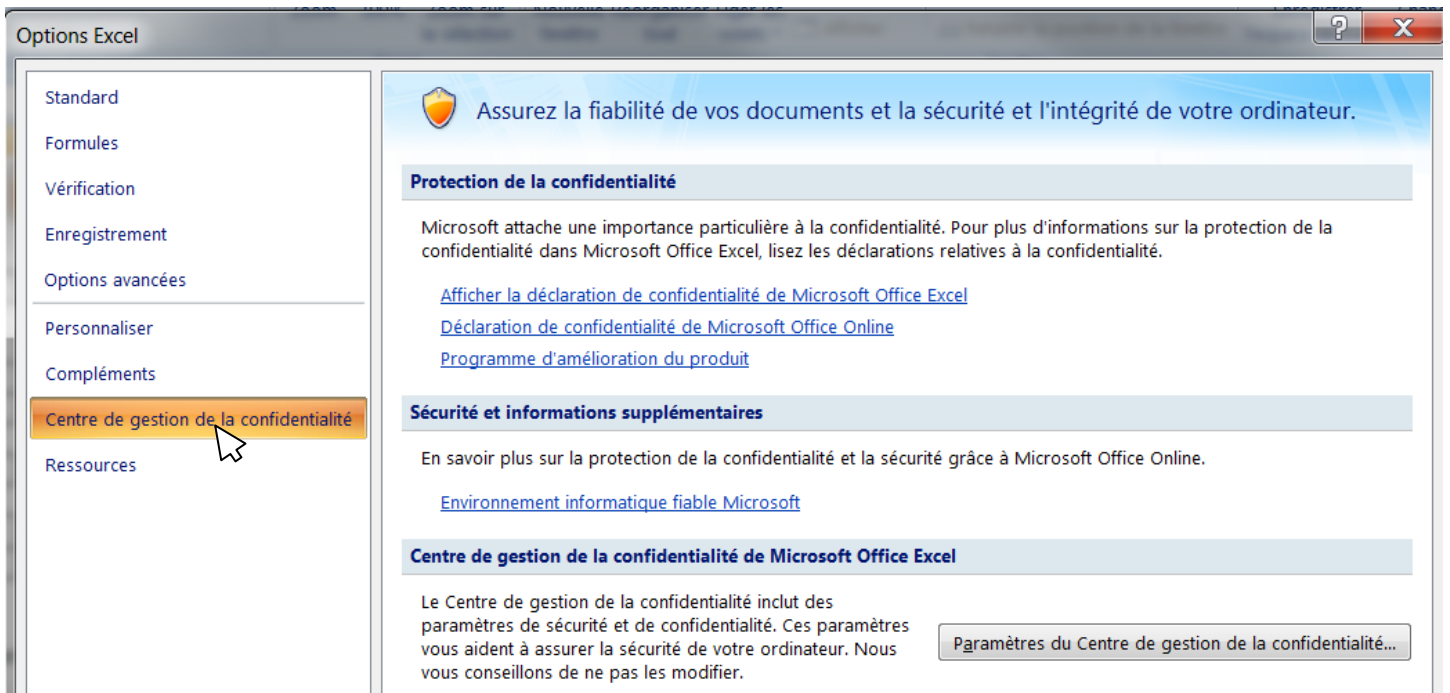 Options Excel
?
X
Standard
Formules
Vérification
Enregistrement
Options avancées
Personnaliser
Compléments
Centre de gestion de la confidentialité
Ressources
Assurez la fiabilité de vos documents et la sécurité et l'intégrité de votre ordinateur.
Protection de la confidentialité
Microsoft attache une importance particulière à la confidentialité. Pour plus d'informations sur la protection de la
confidentialité dans Microsoft Office Excel, lisez les déclarations relatives à la confidentialité.
Afficher la déclaration de confidentialité de Microsoft Office Excel
Déclaration de confidentialité de Microsoft Office Online
Programme d'amélioration du produit
Sécurité et informations supplémentaires
En savoir plus sur la protection de la confidentialité et la sécurité grâce à Microsoft Office Online.
Environnement informatique fiable Microsoft
Centre de gestion de la confidentialité de Microsoft Office Excel
Le Centre de gestion de la confidentialité inclut des
paramètres de sécurité et de confidentialité. Ces paramètres
vous aident à assurer la sécurité de votre ordinateur. Nous
vous conseillons de ne pas les modifier.
Paramètres du Centre de gestion de la confidentialité...